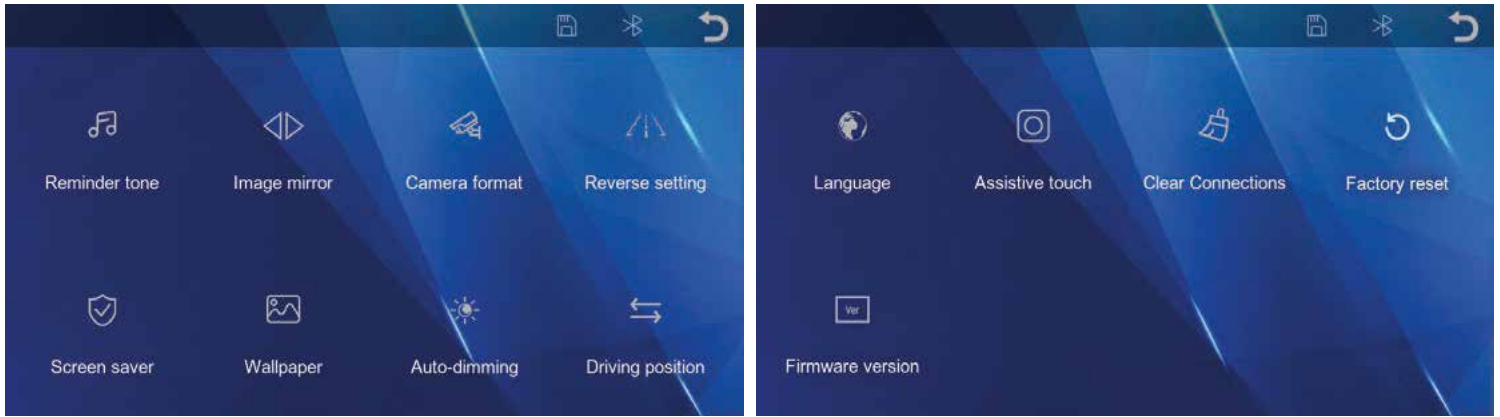 Reminder tone
Image mirror
Camera format
Reverse setting
Screen saver
Wallpaper
Auto-dimming
Driving position
Language
Assistive touch
Clear Connections
Factory reset
Ver
Firmware version